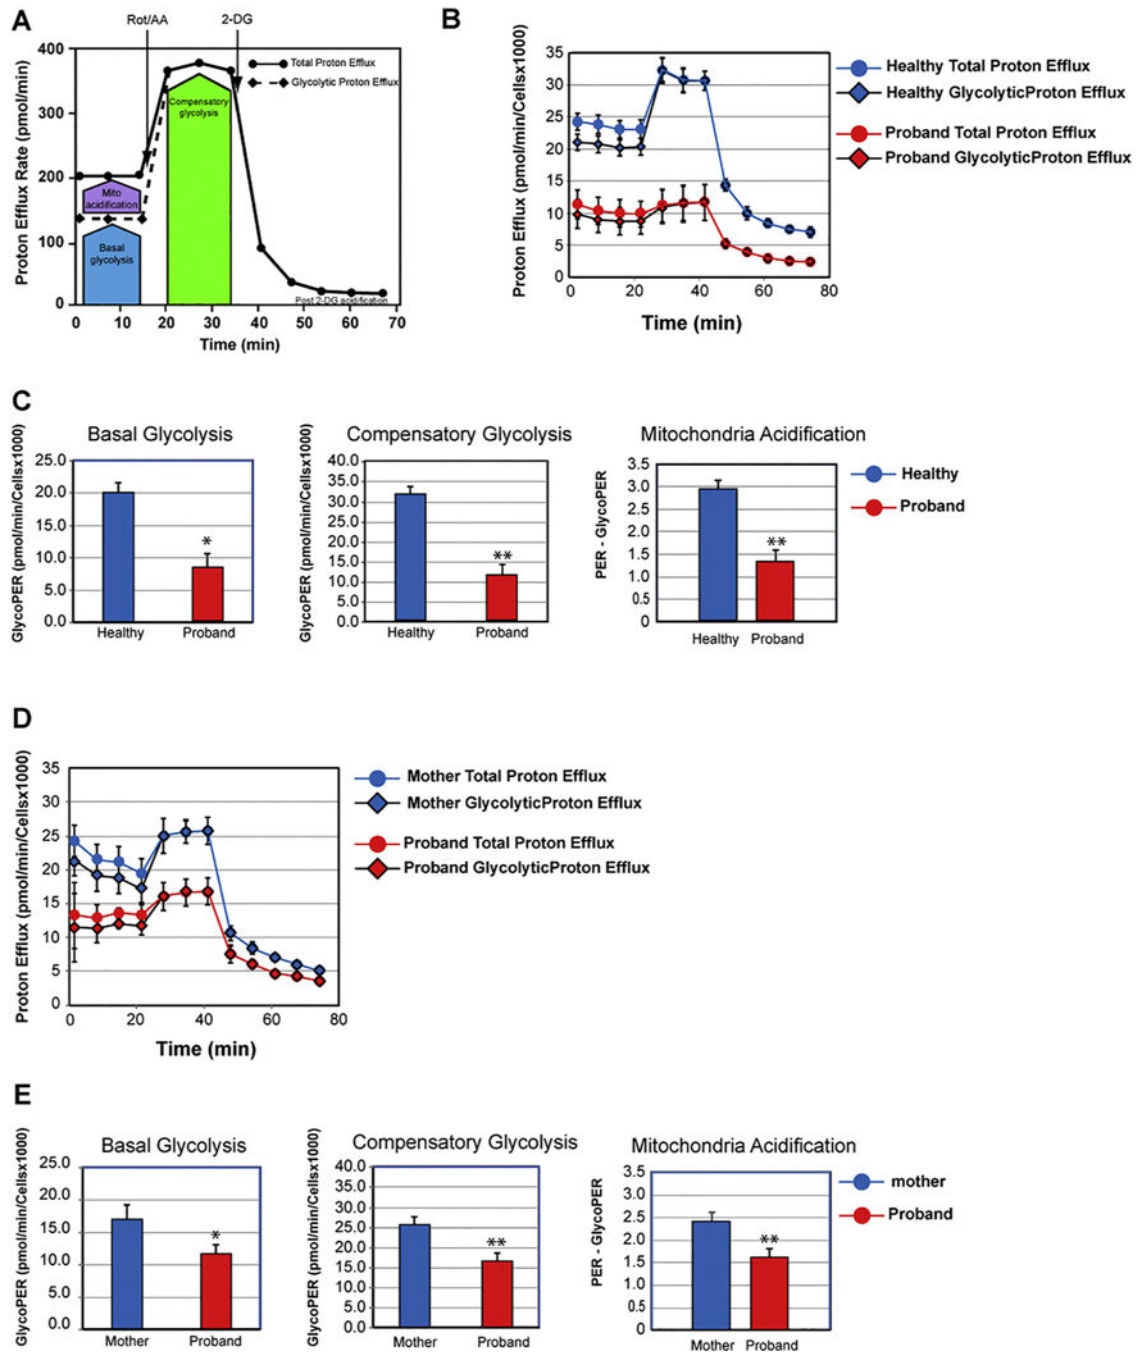 A
Rot/AA
2-DG
Proton Efflux Rate (pmol/min)
400
300
200
100
0
Total Proton Efflux
Glycolytic Proton Efflux
Compensatory
glycolysis
Mito
acidification
Basal
glycolysis
Post 2-DG acidification
0 10 20 30 40 50 60 70
Time (min)
B
Proton Efflux (pmol/min/Cellsx1000)
35
30
25
20
15
10
5
0
0 20 40 60 80
Time (min)
Healthy Total Proton Efflux
Healthy GlycolyticProton Efflux
Proband Total Proton Efflux
Proband GlycolyticProton Efflux
C
Basal Glycolysis
GlycoPER (pmol/min/Cellsx1000)
25.0
20.0
15.0
10.0
5.0
0.0
*
Healthy Proband
Compensatory Glycolysis
GlycoPER (pmol/min/Cellsx1000)
40.0
35.0
30.0
25.0
20.0
15.0
10.0
5.0
0.0
**
Healthy Proband
Mitochondria Acidification
PER - GlycoPER
3.5
3.0
2.5
2.0
1.5
1.0
0.5
0
**
Healthy Proband
Healthy
Proband
D
Proton Efflux (pmol/min/Cellsx1000)
35
30
25
20
15
10
5
0
0 20 40 60 80
Time (min)
Mother Total Proton Efflux
Mother GlycolyticProton Efflux
Proband Total Proton Efflux
Proband GlycolyticProton Efflux
E
Basal Glycolysis
GlycoPER (pmol/min/Cellsx1000)
25.0
20.0
15.0
10.0
5.0
0.0
*
Mother Proband
Compensatory Glycolysis
GlycoPER (pmol/min/Cellsx1000)
40.0
35.0
30.0
25.0
20.0
15.0
10.0
5.0
0.0
**
Mother Proband
Mitochondria Acidification
PER - GlycoPER
3.5
3.0
2.5
2.0
1.5
1.0
0.5
0
**
Mother Proband
mother
Proband